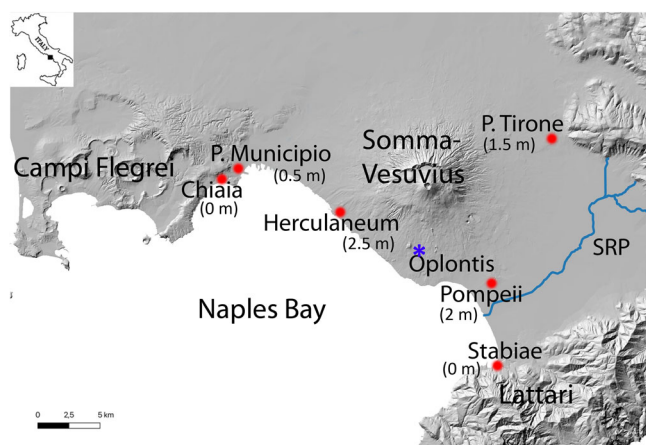 ITALY
P. Tirone
(1.5 m)
Somma-
Vesuvius
P. Municipio
(0.5 m)
Campi Flegrei
Chiaia
(0 m)
Herculaneum
(2.5 m)
*
Oplontis
SRP
Pompeii
(2 m)
Naples Bay
Stabiae
(0 m)
Lattari
0 2,5 5 km